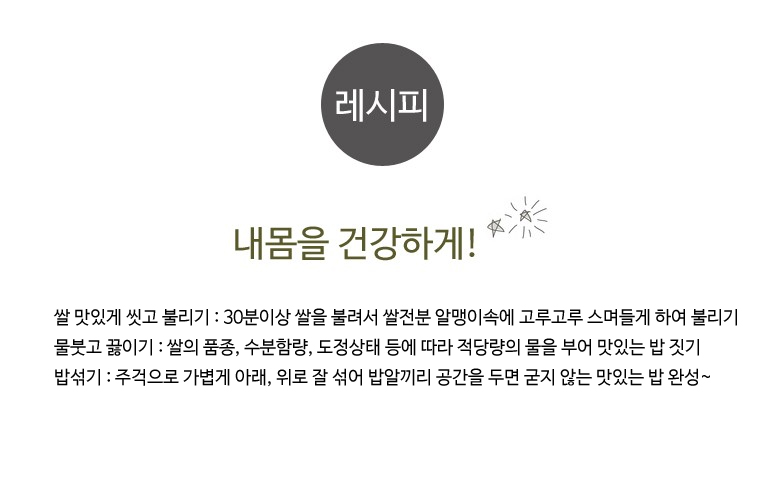 레시피
내몸을 건강하게!
쌀 맛있게 씻고 불리기 : 30분이상 쌀을 불려서 쌀전분 알맹이속에 고루고루 스며들게 하여 불리기
물붓고 끓이기 : 쌀의 품종, 수분함량, 도정상태 등에 따라 적당량의 물을 부어 맛있는 밥 짓기
밥섞기 : 주걱으로 가볍게 아래, 위로 잘 섞어 밥알끼리 공간을 두면 굳지 않는 맛있는 밥 완성~